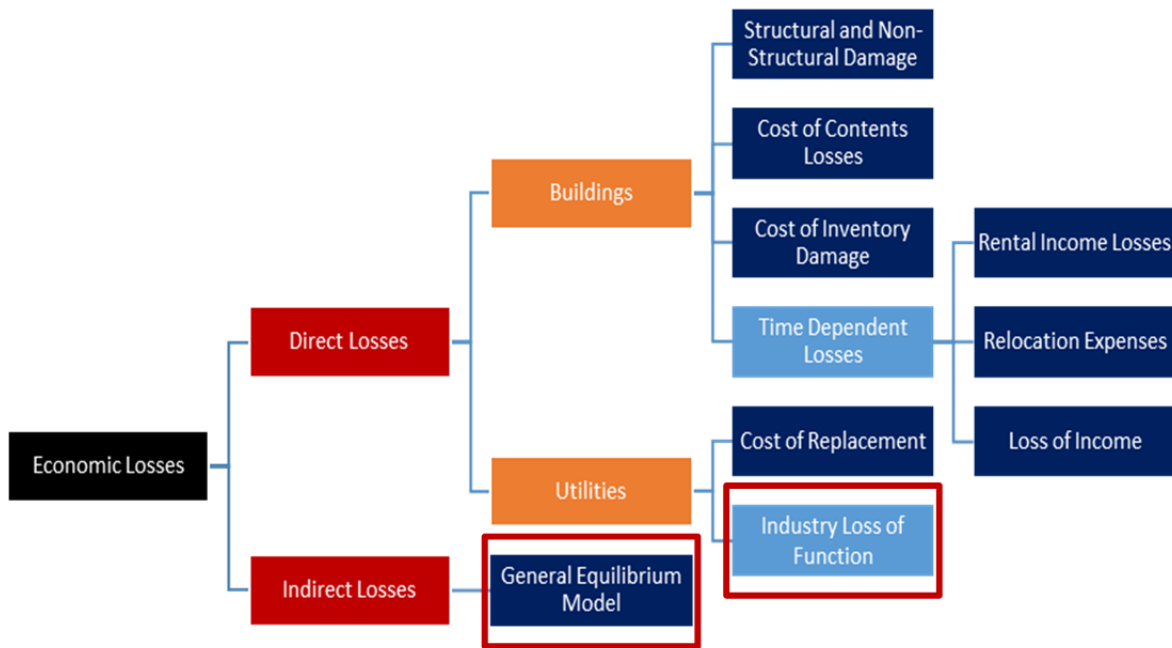 Structural and Non-
Structural Damage
Cost of Contents
Losses
Buildings
Cost of Inventory
Damage
Rental Income Losses
Direct Losses
Time Dependent
Losses
Relocation Expenses
Cost of Replacement
Loss of Income
Economic Losses
Utilities
Industry Loss of
Function
Indirect Losses
General Equilibrium
Model